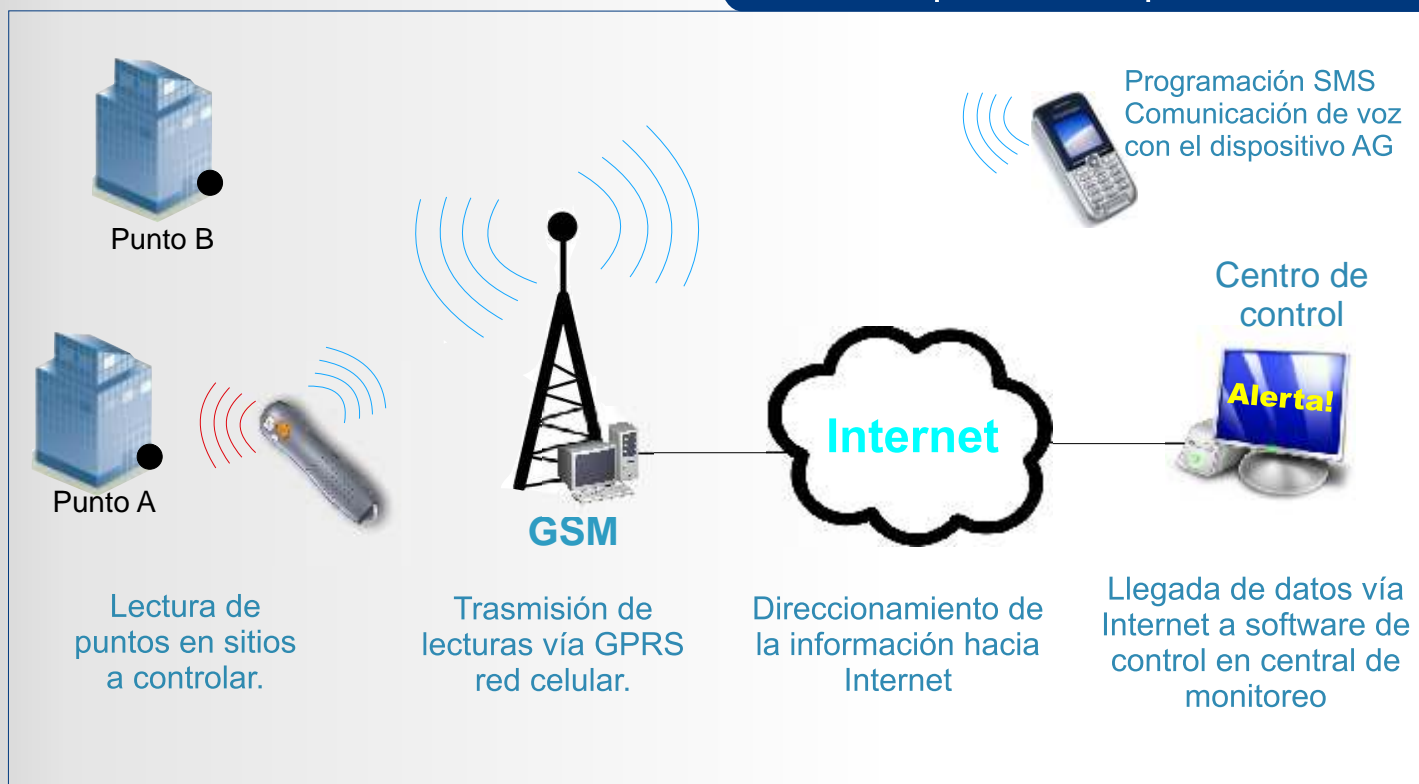 Programación SMS
Comunicación de voz
con el dispositivo AG
Punto B
Centro de
control
Alerta!
Internet
Punto A
GSM
Lectura de
puntos en sitios
a controlar.
Trasmisión de
lecturas vía GPRS
red celular.
Direccionamiento de
la información hacia
Internet
Llegada de datos vía
Internet a software de
control en central de
monitoreo